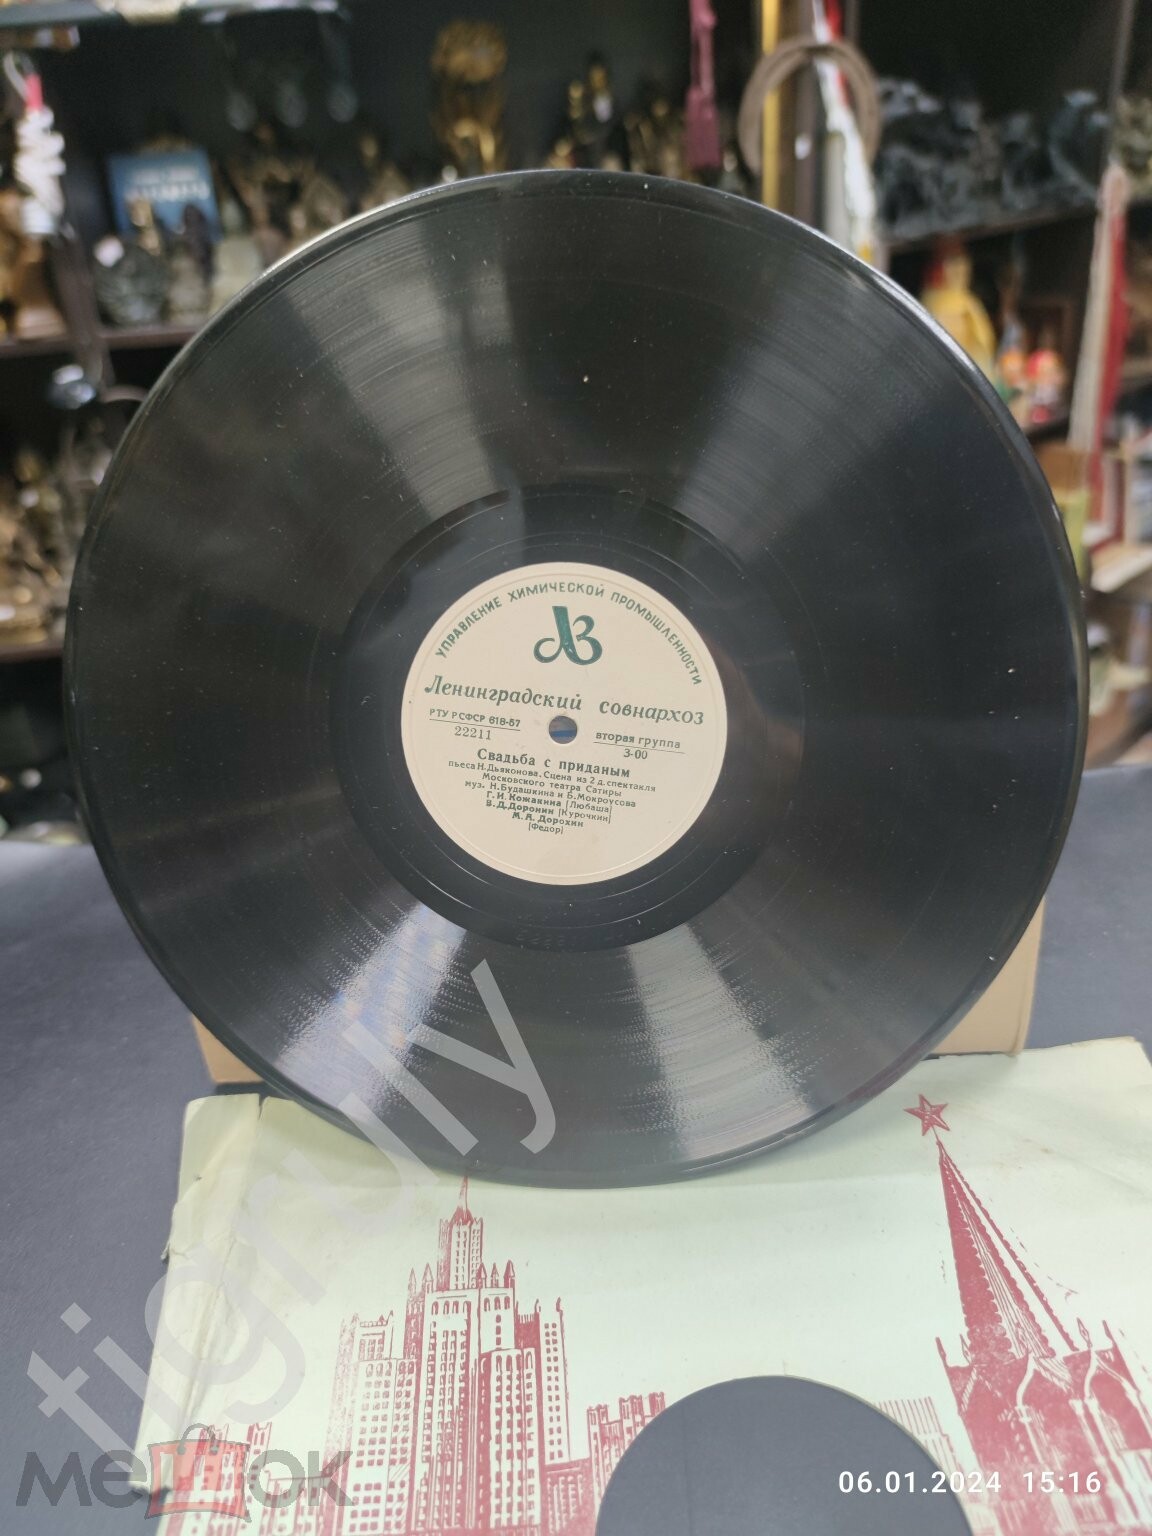 УПРАВЛЕНИЕ ХИМИЧЕСКОЙ ПРОМЫШЛЕННОСТИ
ЛЗ
Ленинградский совнархоз
РТУ РСФСР 618-57
22211
вторая группа
3-00
Свадьба с приданым
пьеса Н. Дьяконова. Сцена из 2 д. спектакля
Московского театра Сатиры
муз. Н. Будашкина и Б. Мокроусова
Г. И. Кожакина (Любаша)
В. Д. Доронин (Курочкин)
М. А. Дорохин
(Федор)
tigruly
мешок
06.01.2024 15:16